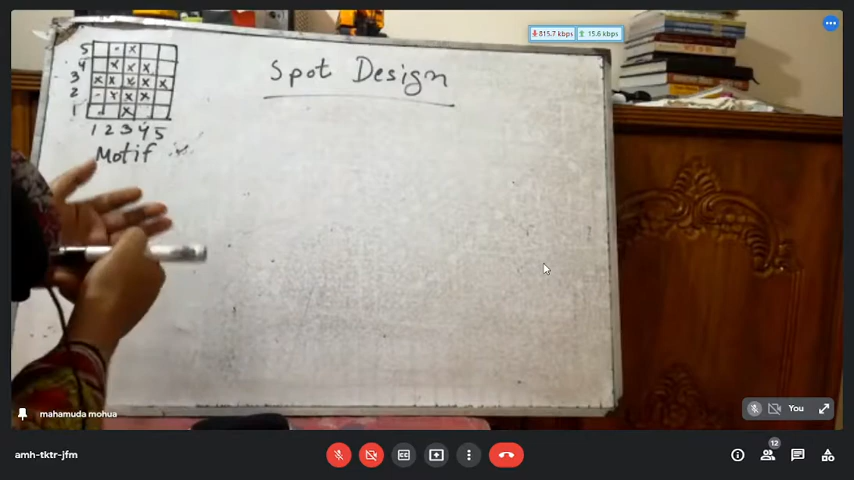 815.7 kbps 15.6 kbps
Spot Design
5
4
3
2
1
1 2 3 4 5
Motif
mahamuda mohua
You
amh-tktr-jfm
12